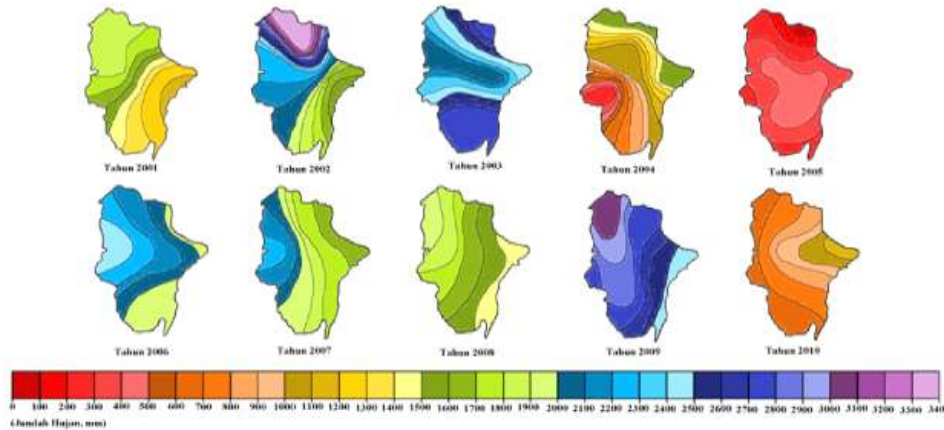 Tahun 2001 Tahun 2002 Tahun 2003 Tahun 2004 Tahun 2005
Tahun 2006 Tahun 2007 Tahun 2008 Tahun 2009 Tahun 2010
0 100 200 300 400 500 600 700 800 900 1000 1100 1200 1300 1400 1500 1600 1700 1800 1900 2000 2100 2200 2300 2400 2500 2600 2700 2800 2900 3000 3100 3200 3300 340
(Jumlah Hujan, mm)